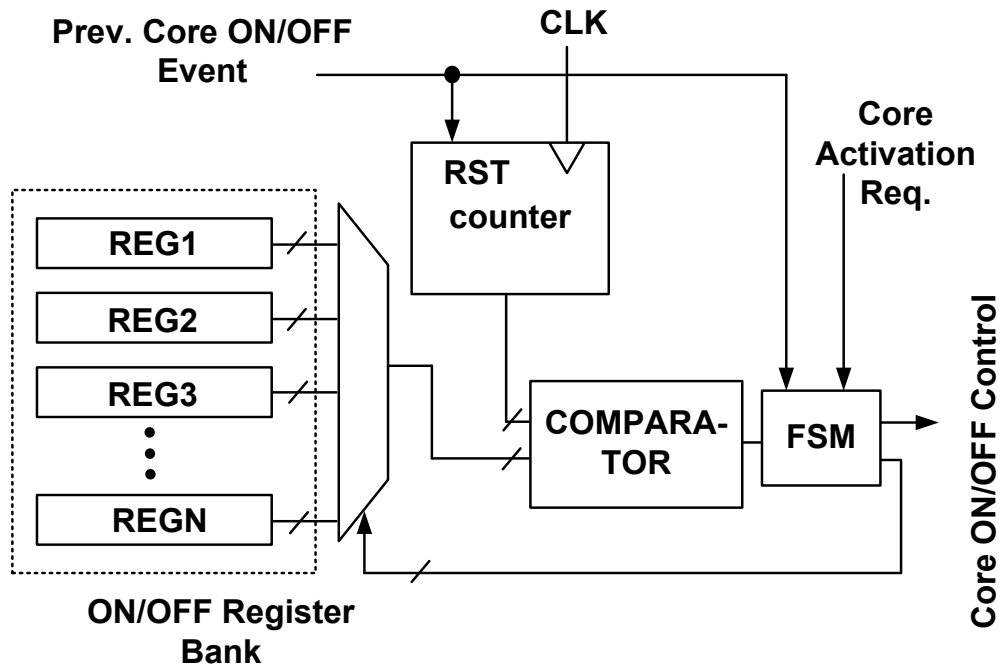 Prev. Core ON/OFF
Event
CLK
Core
Activation
Req.
RST
counter
REG1
REG2
REG3
REGN
COMPARA-
TOR
FSM
Core ON/OFF Control
ON/OFF Register
Bank